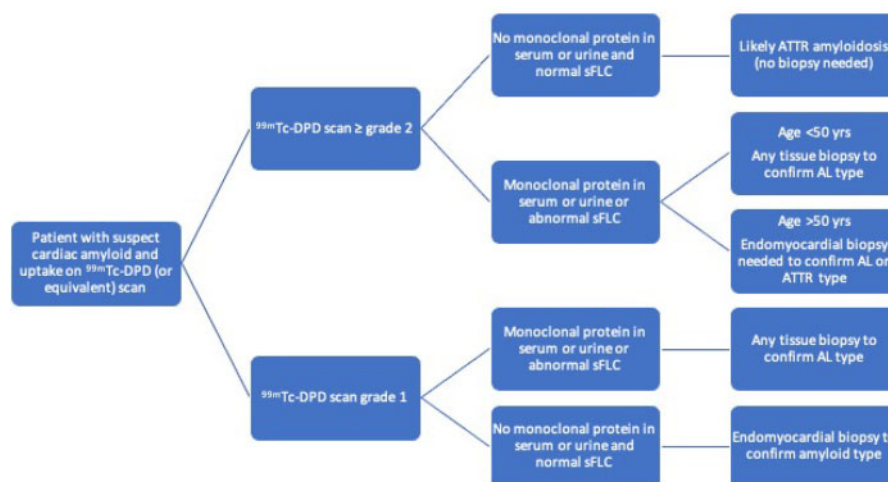 Patient with suspect
cardiac amyloid and
uptake on ⁹⁹ᵐTc-DPD (or
equivalent) scan
⁹⁹ᵐTc-DPD scan ≥ grade 2
No monoclonal protein in
serum or urine and
normal sFLC
Likely ATTR amyloidosis
(no biopsy needed)
Monoclonal protein in
serum or urine or
abnormal sFLC
Age <50 yrs
Any tissue biopsy to
confirm AL type
Age >50 yrs
Endomyocardial biopsy
needed to confirm AL or
ATTR type
⁹⁹ᵐTc-DPD scan grade 1
Monoclonal protein in
serum or urine or
abnormal sFLC
Any tissue biopsy to
confirm AL type
No monoclonal protein in
serum or urine and
normal sFLC
Endomyocardial biopsy t
confirm amyloid type